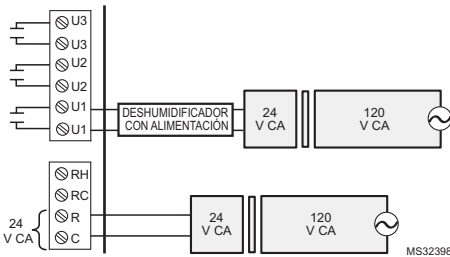 U3
U3
U2
U2
U1
U1
DESHUMIDIFICADOR
CON ALIMENTACIÓN
24
V CA
120
V CA
RH
RC
R
C
24
V CA
24
V CA
120
V CA
MS32398